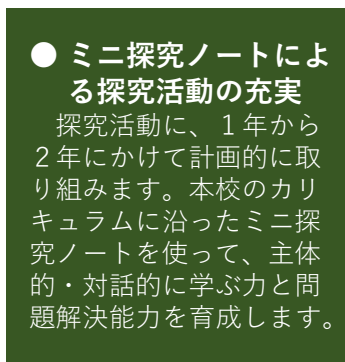 ● ミニ探究ノートによ
る探究活動の充実
　探究活動に、１年から
２年にかけて計画的に取
り組みます。本校のカリ
キュラムに沿ったミニ探
究ノートを使って、主体
的・対話的に学ぶ力と問
題解決能力を育成します。